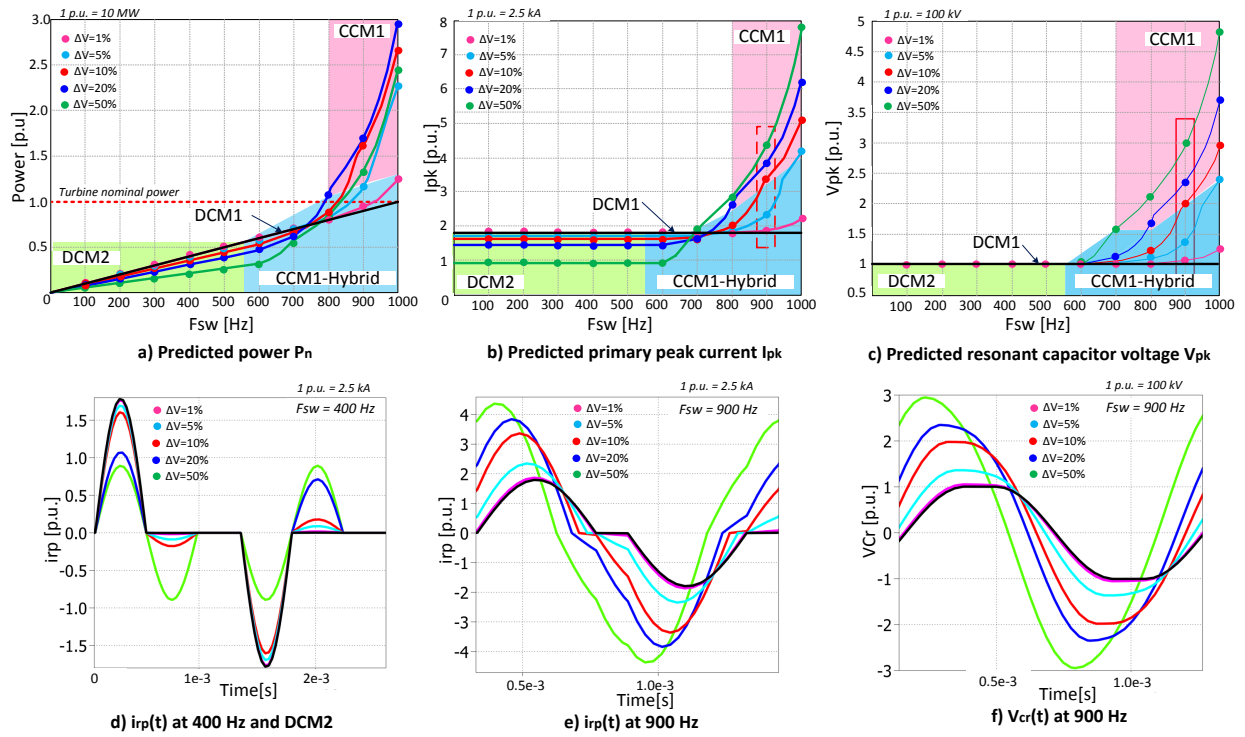 1 p.u. = 10 MW
Power [p.u]
3.0
2.5
2.0
1.5
1.0
0.5
0
100
200
300
400
500
600
700
800
900
1000
ΔV=1%
ΔV=5%
ΔV=10%
ΔV=20%
ΔV=50%
CCM1
Turbine nominal power
DCM1
DCM2
CCM1-Hybrid
Fsw [Hz]
a) Predicted power Pn
1 p.u. = 2.5 kA
Ipk [p.u.]
8
7
6
5
4
3
2
1
0
100
200
300
400
500
600
700
800
900
1000
ΔV=1%
ΔV=5%
ΔV=10%
ΔV=20%
ΔV=50%
CCM1
DCM1
DCM2
CCM1-Hybrid
Fsw [Hz]
b) Predicted primary peak current Ipk
1 p.u. = 100 kV
Vpk [p.u.]
5
4.5
4
3.5
3
2.5
2
1.5
1
0.5
100
200
300
400
500
600
700
800
900
1000
ΔV=1%
ΔV=5%
ΔV=10%
ΔV=20%
ΔV=50%
CCM1
DCM1
DCM2
CCM1-Hybrid
Fsw [Hz]
c) Predicted resonant capacitor voltage Vpk
1 p.u. = 2.5 kA
Fsw = 400 Hz
irp [p.u.]
1.5
1.0
0.5
0
-0.5
-1.0
-1.5
ΔV=1%
ΔV=5%
ΔV=10%
ΔV=20%
ΔV=50%
0
1e-3
2e-3
Time[s]
d) irp(t) at 400 Hz and DCM2
1 p.u. = 2.5 kA
Fsw = 900 Hz
irp [p.u.]
4
3
2
1
0
-1
-2
-3
-4
ΔV=1%
ΔV=5%
ΔV=10%
ΔV=20%
ΔV=50%
0.5e-3
1.0e-3
Time[s]
e) irp(t) at 900 Hz
1 p.u. = 100 kV
Fsw = 900 Hz
VCr [p.u.]
3
2
1
0
-1
-2
-3
ΔV=1%
ΔV=5%
ΔV=10%
ΔV=20%
ΔV=50%
0.5e-3
1.0e-3
Time[s]
f) Vcr(t) at 900 Hz